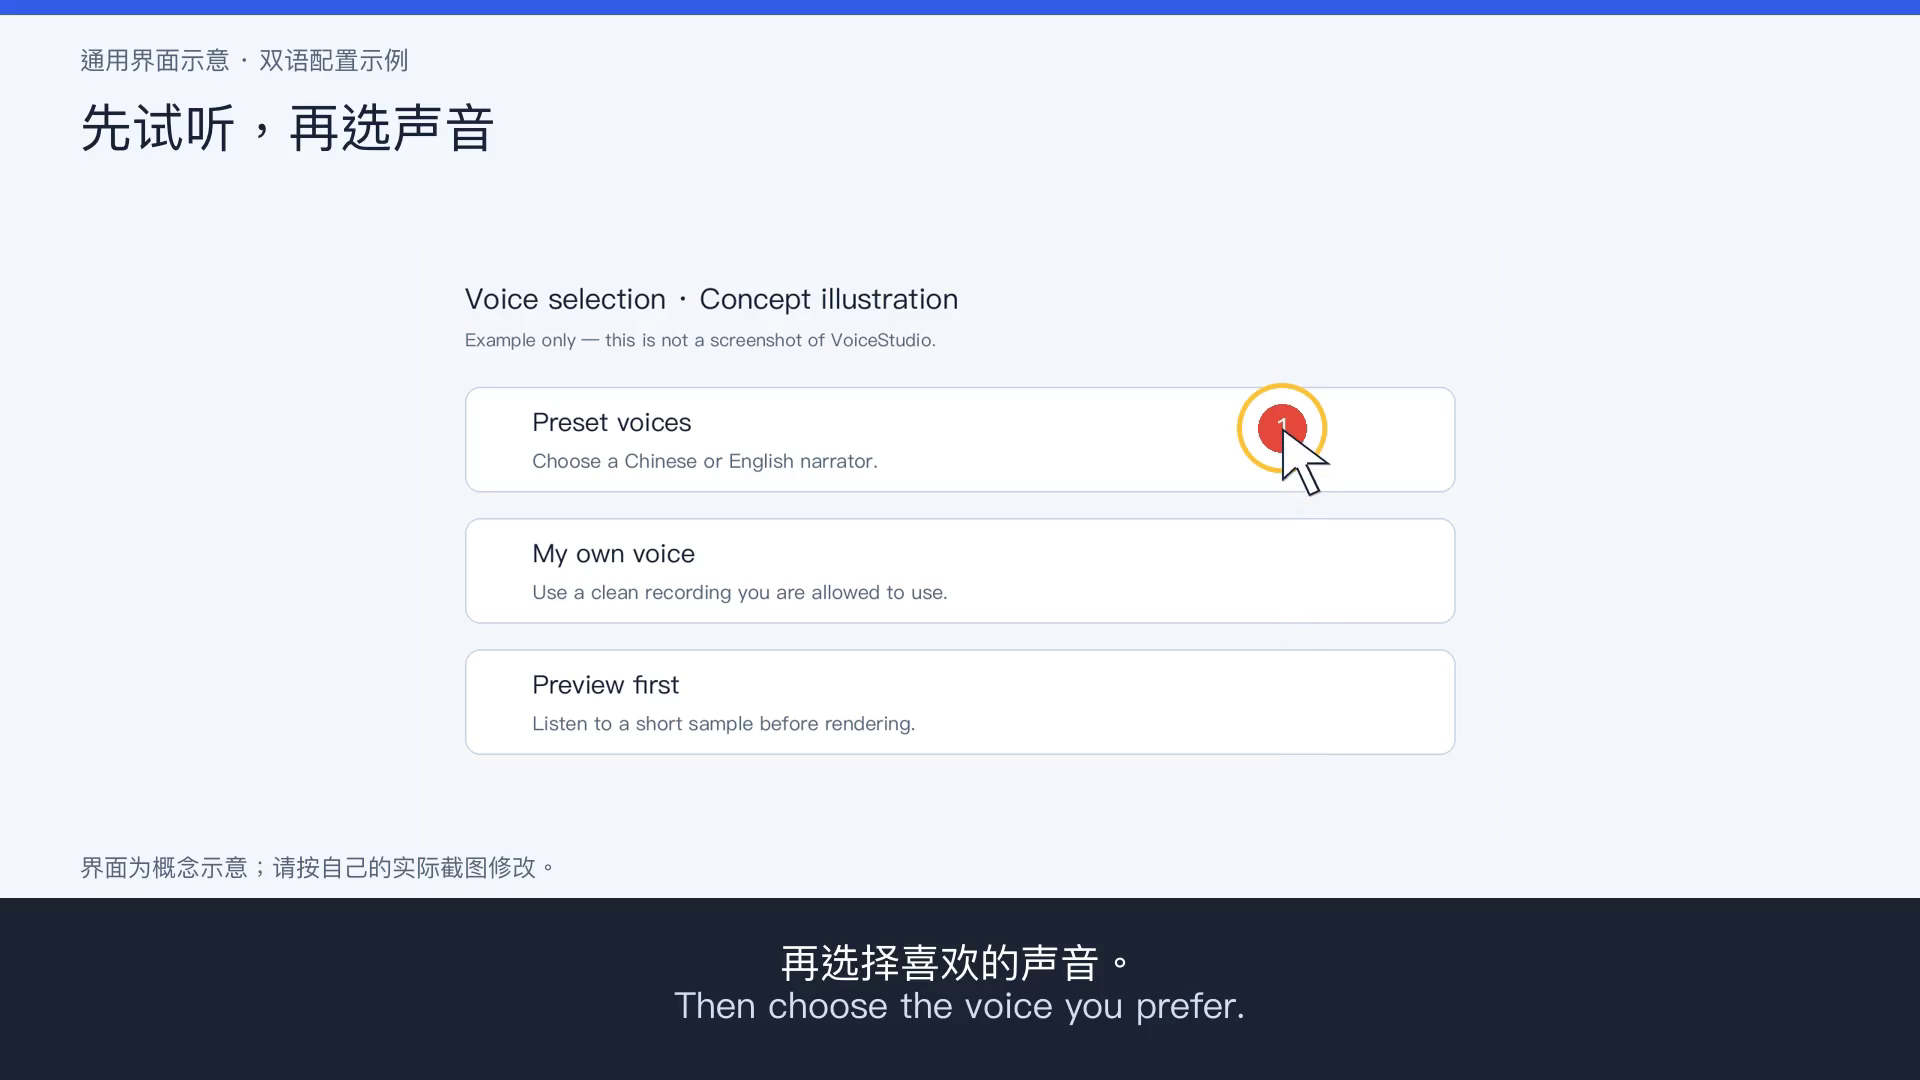 通用界面示意 · 双语配置示例
先试听，再选声音
Voice selection · Concept illustration
Example only — this is not a screenshot of VoiceStudio.
Preset voices
1
Choose a Chinese or English narrator.
My own voice
Use a clean recording you are allowed to use.
Preview first
Listen to a short sample before rendering.
界面为概念示意；请按自己的实际截图修改。
再选择喜欢的声音。
Then choose the voice you prefer.